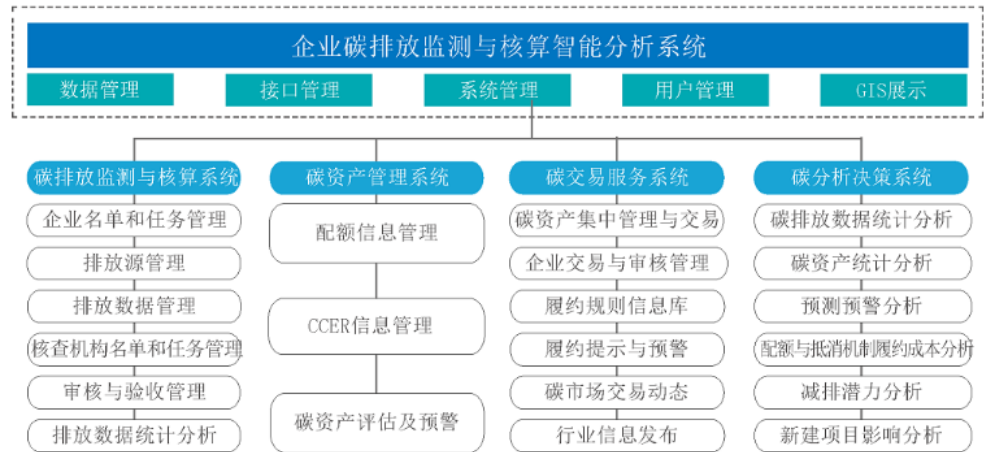 企业碳排放监测与核算智能分析系统
数据管理
接口管理
系统管理
用户管理
GIS展示
碳排放监测与核算系统
企业名单和任务管理
排放源管理
排放数据管理
核查机构名单和任务管理
审核与验收管理
排放数据统计分析
碳资产管理系统
配额信息管理
CCER信息管理
碳资产评估及预警
碳交易服务系统
碳资产集中管理与交易
企业交易与审核管理
履约规则信息库
履约提示与预警
碳市场交易动态
行业信息发布
碳分析决策系统
碳排放数据统计分析
碳资产统计分析
预测预警分析
配额与抵消机制履约成本分析
减排潜力分析
新建项目影响分析